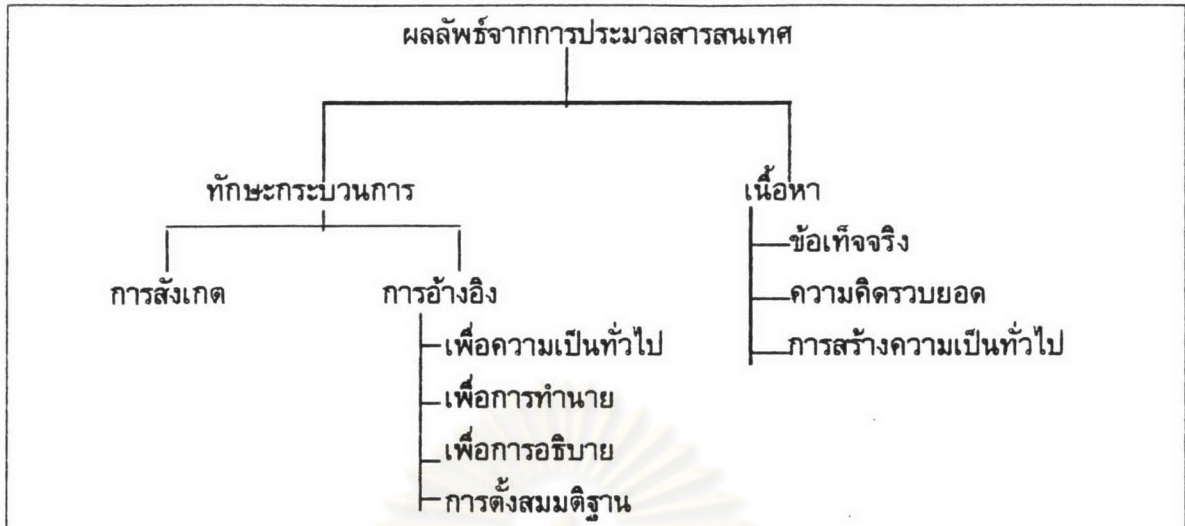 ผลลัพธ์จากการประมวลสารสนเทศ
ทักษะกระบวนการ
การสังเกต
การอ้างอิง
เพื่อความเป็นทั่วไป
เพื่อการทำนาย
เพื่อการอธิบาย
การตั้งสมมติฐาน
เนื้อหา
ข้อเท็จจริง
ความคิดรวบยอด
การสร้างความเป็นทั่วไป